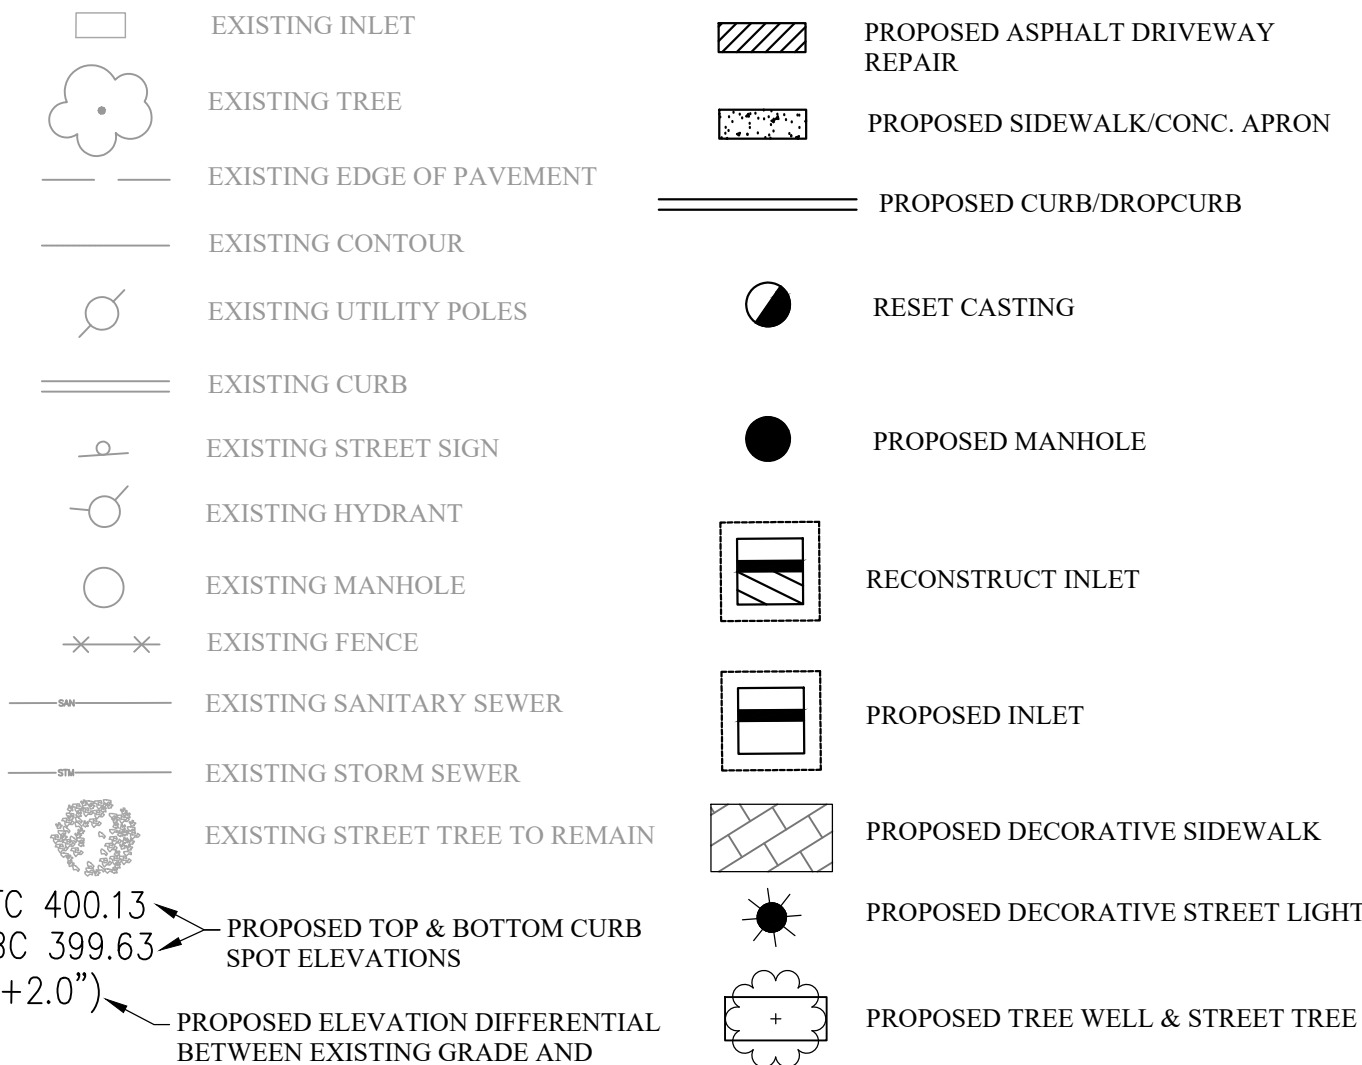 EXISTING INLET
EXISTING TREE
EXISTING EDGE OF PAVEMENT
EXISTING CONTOUR
EXISTING UTILITY POLES
EXISTING CURB
EXISTING STREET SIGN
EXISTING HYDRANT
EXISTING MANHOLE
EXISTING FENCE
SAN
EXISTING SANITARY SEWER
STM
EXISTING STORM SEWER
EXISTING STREET TREE TO REMAIN
TC 400.13
BC 399.63
+2.0")
PROPOSED TOP & BOTTOM CURB
SPOT ELEVATIONS
PROPOSED ELEVATION DIFFERENTIAL
BETWEEN EXISTING GRADE AND
PROPOSED ASPHALT DRIVEWAY
REPAIR
PROPOSED SIDEWALK/CONC. APRON
PROPOSED CURB/DROPCURB
RESET CASTING
PROPOSED MANHOLE
RECONSTRUCT INLET
PROPOSED INLET
PROPOSED DECORATIVE SIDEWALK
PROPOSED DECORATIVE STREET LIGHT
PROPOSED TREE WELL & STREET TREE